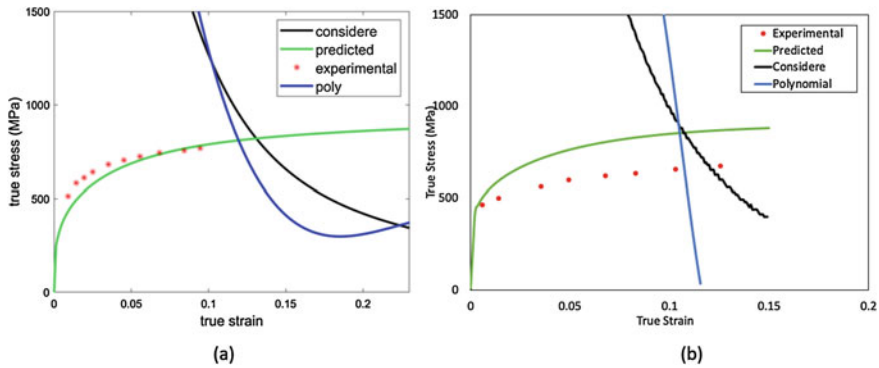 1500
considere
predicted
experimental
poly
1000
true stress (MPa)
500
0
0
0.05
0.1
0.15
0.2
true strain
(a)
1500
Experimental
Predicted
Considere
Polynomial
1000
True Stress (MPa)
500
0
0
0.05
0.1
0.15
0.2
True Strain
(b)